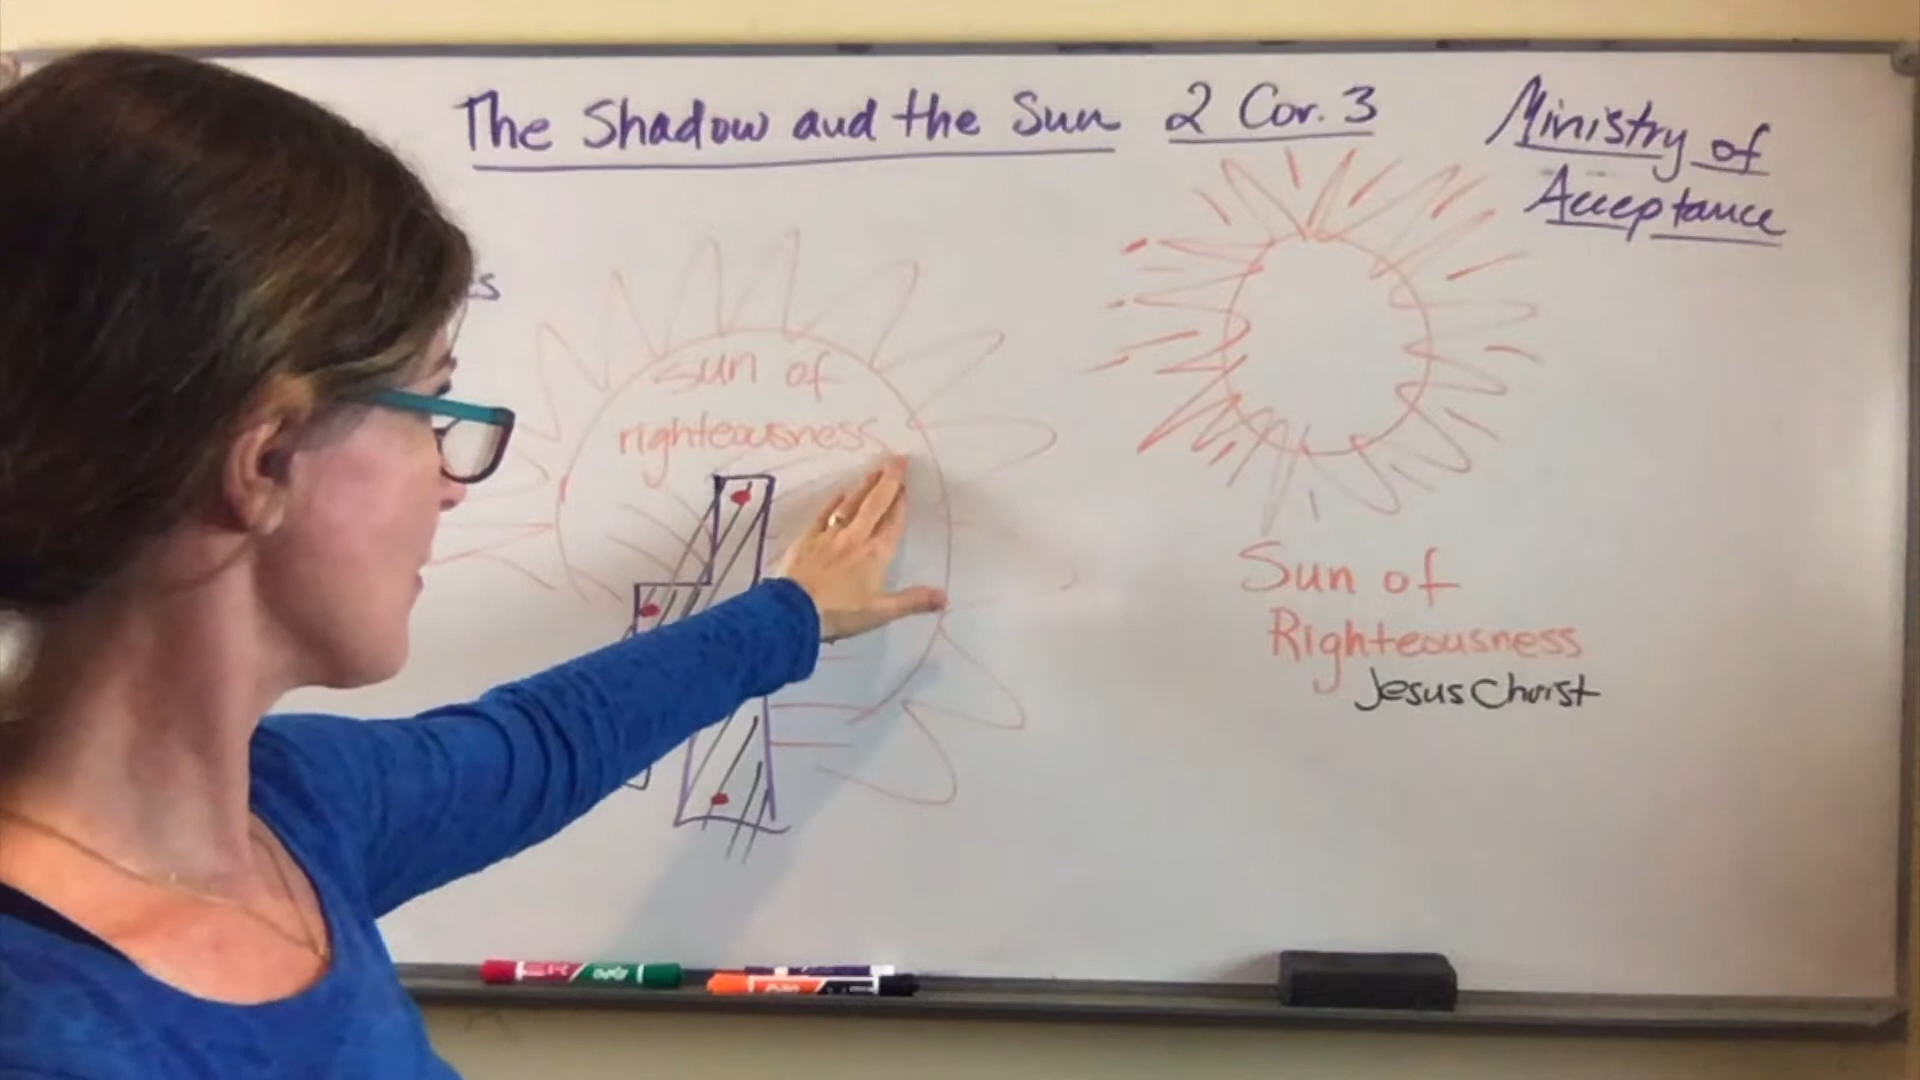 The Shadow and the Sun 2 Cor. 3
Ministry of
Acceptance
sun of
righteousness
Sun of
Righteousness
Jesus Christ